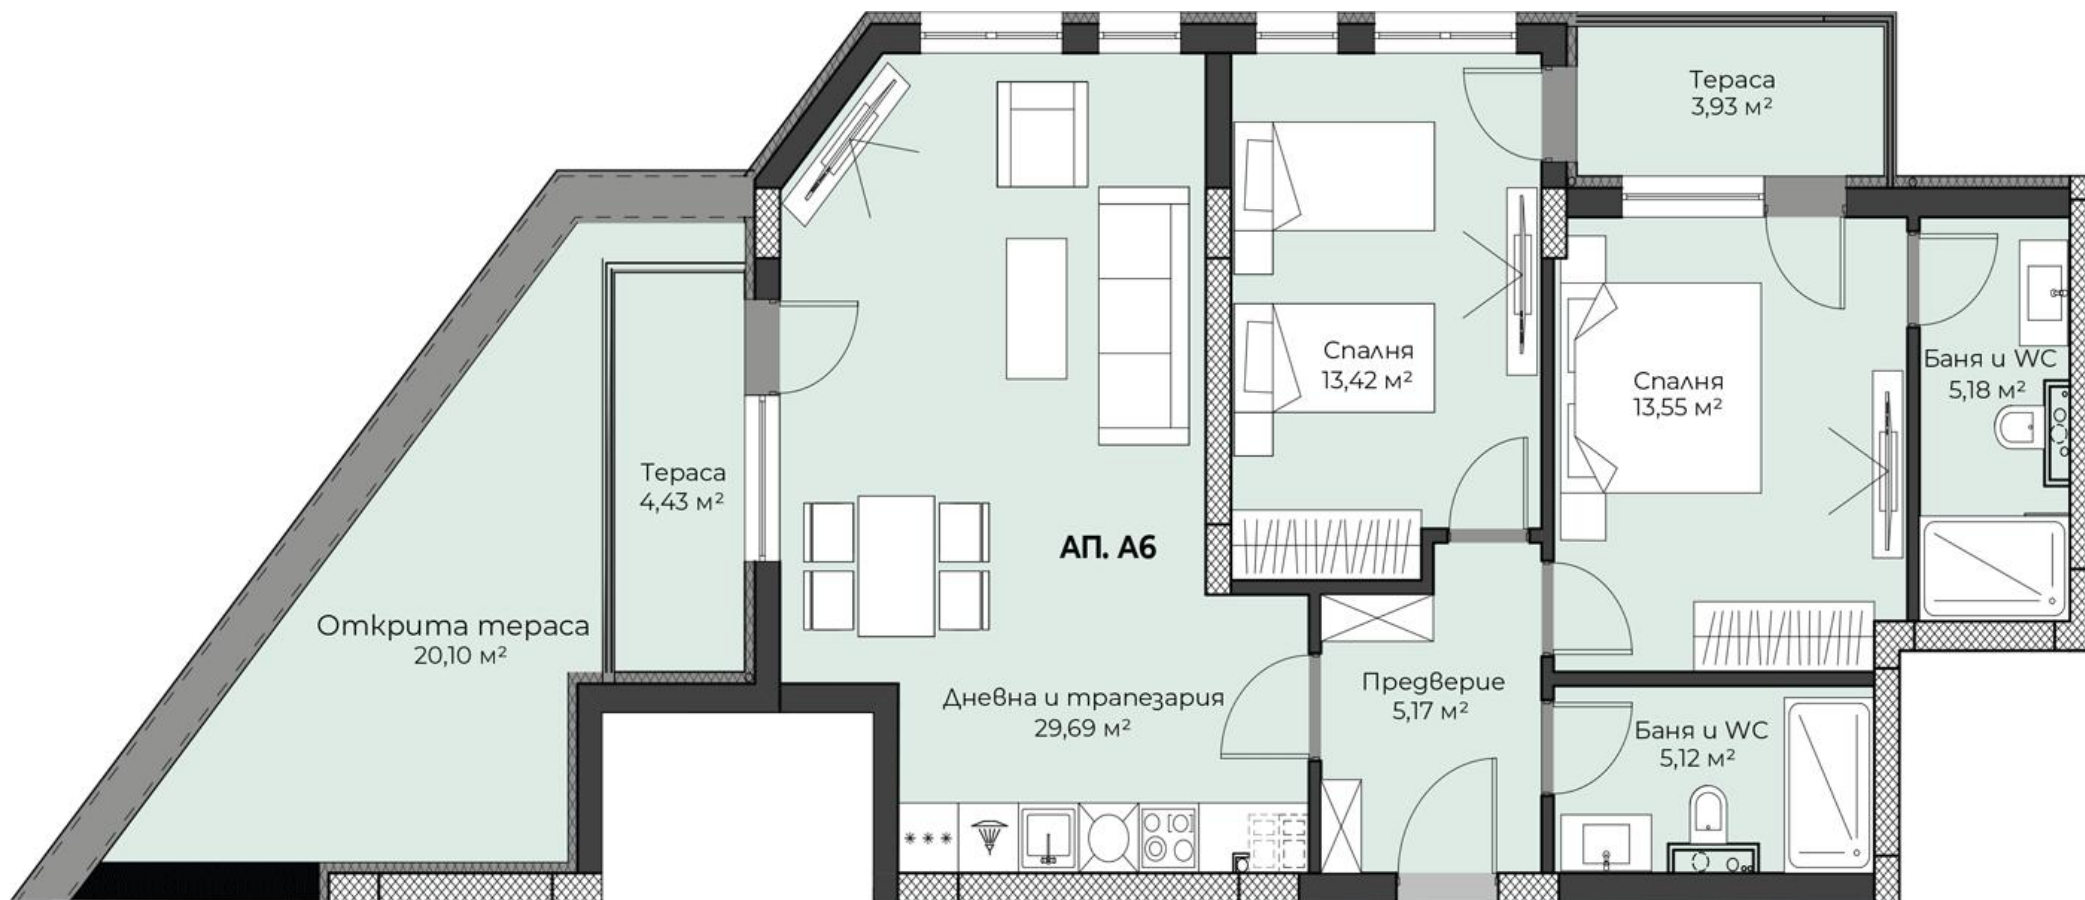 Тераса
3,93 м²
Спалня
13,42 м²
Баня и WC
5,18 м²
Спалня
13,55 м²
Тераса
4,43 м²
АП. А6
Открита тераса
20,10 м²
Дневна и трапезария
29,69 м²
Предверие
5,17 м²
Баня и WC
5,12 м²